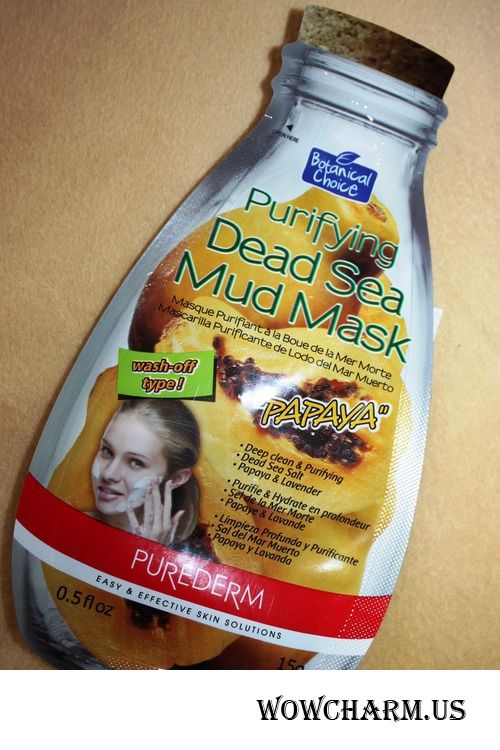 OPEN HERE
Botanical
Choice
Purifying
Dead Sea
Mud Mask
Masque Purifiant à la Boue de la Mer Morte
Mascarilla Purificante de Lodo del Mar Muerto
wash-off
type!
PAPAYA"
• Deep clean & Purifying
• Dead Sea Salt
• Papaya & Lavender
• Purifie & Hydrate en profondeur
• Sel de la Mer Morte
• Papaye & Lavande
• Limpieza Profunda y Purificante
• Sal del Mar Muerto
• Papaya y Lavanda
PUREDERM
EASY & EFFECTIVE SKIN SOLUTIONS
0.5 fl oz
15g
WOWCHARM.US